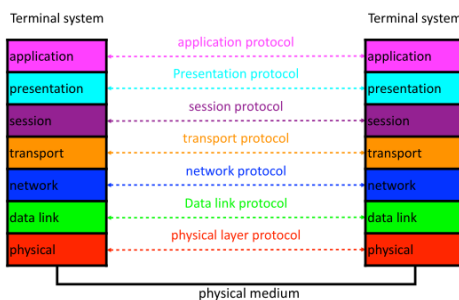 Terminal system Terminal system
application application protocol application
presentation Presentation protocol presentation
session session protocol session
transport transport protocol transport
network network protocol network
data link Data link protocol data link
physical physical layer protocol physical
physical medium